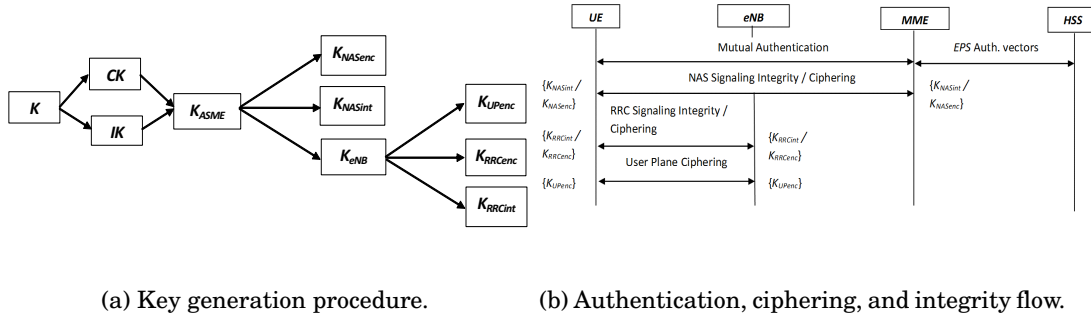 K
CK
IK
K_ASME
K_NASenc
K_NASint
K_eNB
K_UPenc
K_RRCenc
K_RRCint
(a) Key generation procedure.
UE
eNB
MME
HSS
Mutual Authentication
EPS Auth. vectors
NAS Signaling Integrity / Ciphering
{K_NASint /
K_NASenc}
{K_NASint /
K_NASenc}
RRC Signaling Integrity /
Ciphering
{K_RRCint /
K_RRCenc}
{K_RRCint /
K_RRCenc}
User Plane Ciphering
{K_UPenc}
{K_UPenc}
(b) Authentication, ciphering, and integrity flow.